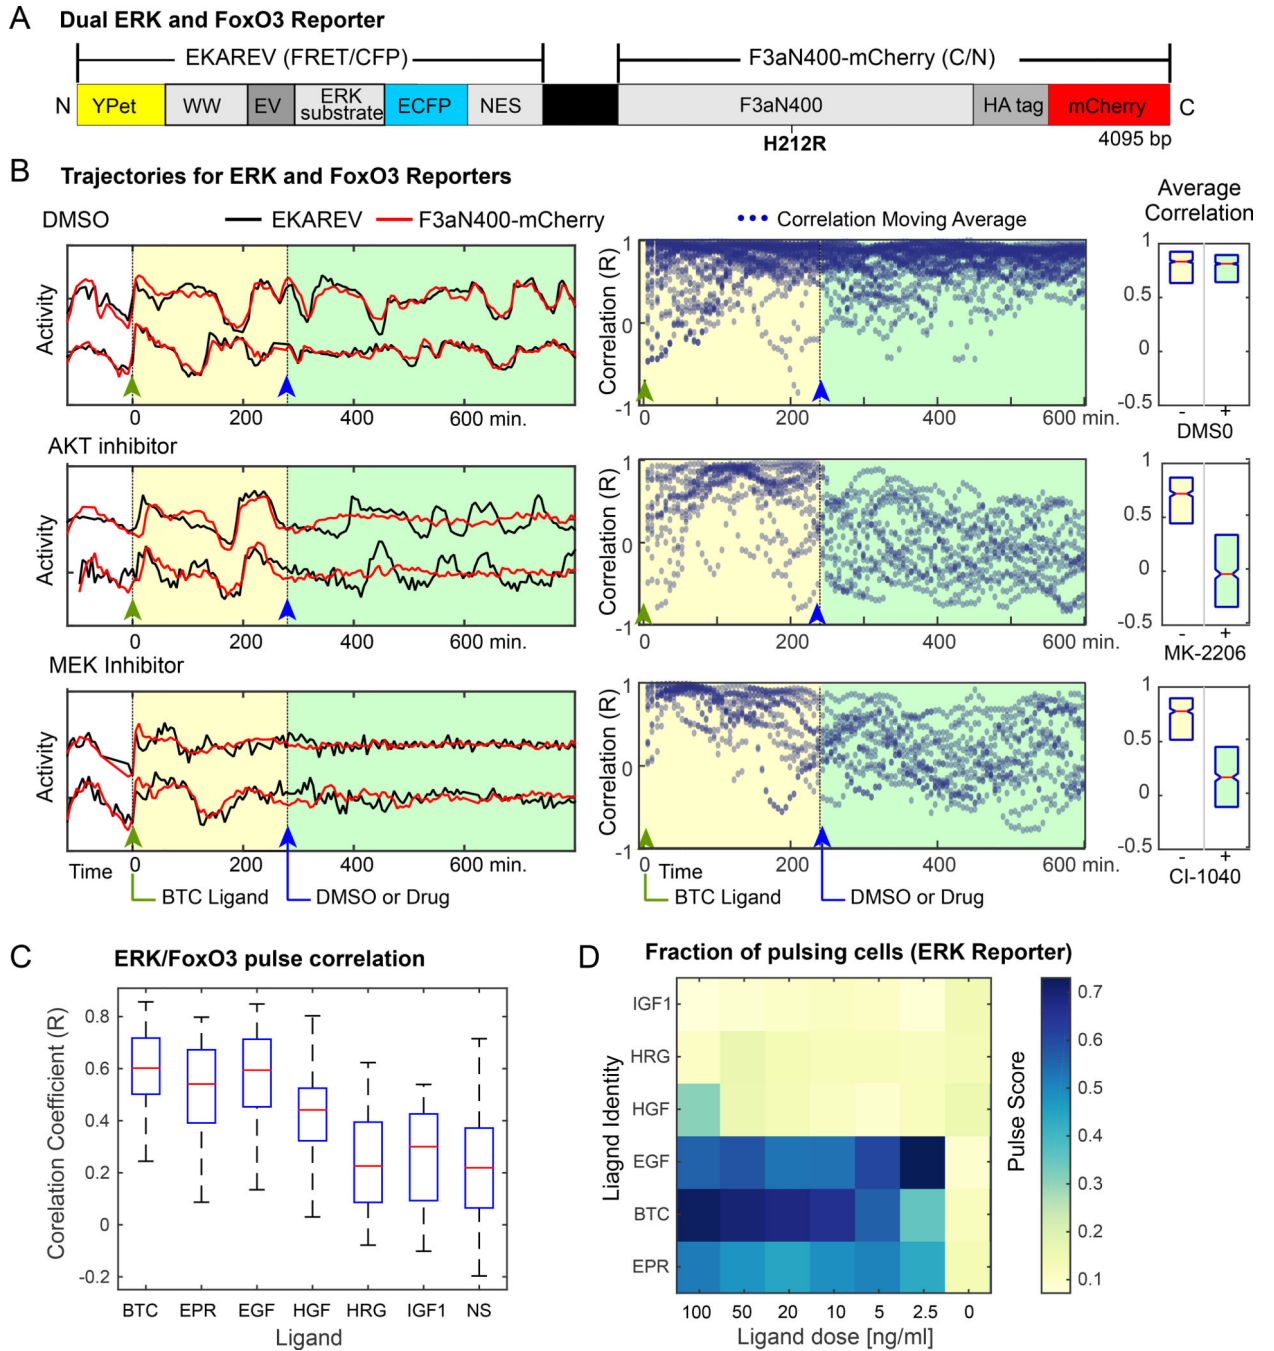 A Dual ERK and FoxO3 Reporter
EKAREV (FRET/CFP)
F3aN400-mCherry (C/N)
N YPet WW EV ERK substrate ECFP NES F3aN400 HA tag mCherry C
H212R
4095 bp
B Trajectories for ERK and FoxO3 Reporters
Average
Correlation
DMSO
EKAREV F3aN400-mCherry
Correlation Moving Average
Activity
0 200 400 600 min.
Correlation (R)
1
0
-1
0 200 400 600 min.
1
0.5
0
-0.5
- +
DMS0
AKT inhibitor
Activity
0 200 400 600 min.
Correlation (R)
1
0
-1
0 200 400 600 min.
1
0.5
0
-0.5
- +
MK-2206
MEK Inhibitor
Activity
Time 0 200 400 600 min.
BTC Ligand
DMSO or Drug
Correlation (R)
1
0
-1
Time 200 400 600 min.
BTC Ligand
DMSO or Drug
1
0.5
0
-0.5
- +
CI-1040
C ERK/FoxO3 pulse correlation
Corelation Coefficient (R)
0.8
0.6
0.4
0.2
0
-0.2
BTC EPR EGF HGF HRG IGF1 NS
Ligand
D Fraction of pulsing cells (ERK Reporter)
Liagnd Identity
IGF1
HRG
HGF
EGF
BTC
EPR
100 50 20 10 5 2.5 0
Ligand dose [ng/ml]
Pulse Score
0.7
0.6
0.5
0.4
0.3
0.2
0.1